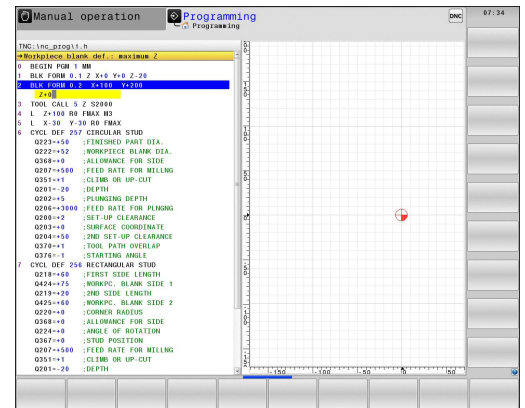 Manual operation
Programming
Programming
DNC
07:34
TNC:\nc_prog\1.h
→Workpiece blank def.: maximum Z
0 BEGIN PGM 1 MM
1 BLK FORM 0.1 Z X+0 Y+0 Z-20
2 BLK FORM 0.2 X+100 Y+200
Z+0
3 TOOL CALL 5 Z S2000
4 L Z+100 R0 FMAX M3
5 L X-30 Y-30 R0 FMAX
6 CYCL DEF 257 CIRCULAR STUD
Q223=+50 ;FINISHED PART DIA.
Q222=+52 ;WORKPIECE BLANK DIA.
Q368=+0 ;ALLOWANCE FOR SIDE
Q207=+500 ;FEED RATE FOR MILLNG
Q351=+1 ;CLIMB OR UP-CUT
Q201=-20 ;DEPTH
Q202=+5 ;PLUNGING DEPTH
Q206=+3000 ;FEED RATE FOR PLNGNG
Q200=+2 ;SET-UP CLEARANCE
Q203=+0 ;SURFACE COORDINATE
Q204=+50 ;2ND SET-UP CLEARANCE
Q370=+1 ;TOOL PATH OVERLAP
Q376=-1 ;STARTING ANGLE
7 CYCL DEF 256 RECTANGULAR STUD
Q218=+60 ;FIRST SIDE LENGTH
Q424=+75 ;WORKPC. BLANK SIDE 1
Q219=+20 ;2ND SIDE LENGTH
Q425=+60 ;WORKPC. BLANK SIDE 2
Q220=+0 ;CORNER RADIUS
Q368=+0 ;ALLOWANCE FOR SIDE
Q224=+0 ;ANGLE OF ROTATION
Q367=+0 ;STUD POSITION
Q207=+500 ;FEED RATE FOR MILLNG
Q351=+1 ;CLIMB OR UP-CUT
Q201=-20 ;DEPTH
-150 -100 -50 0 50